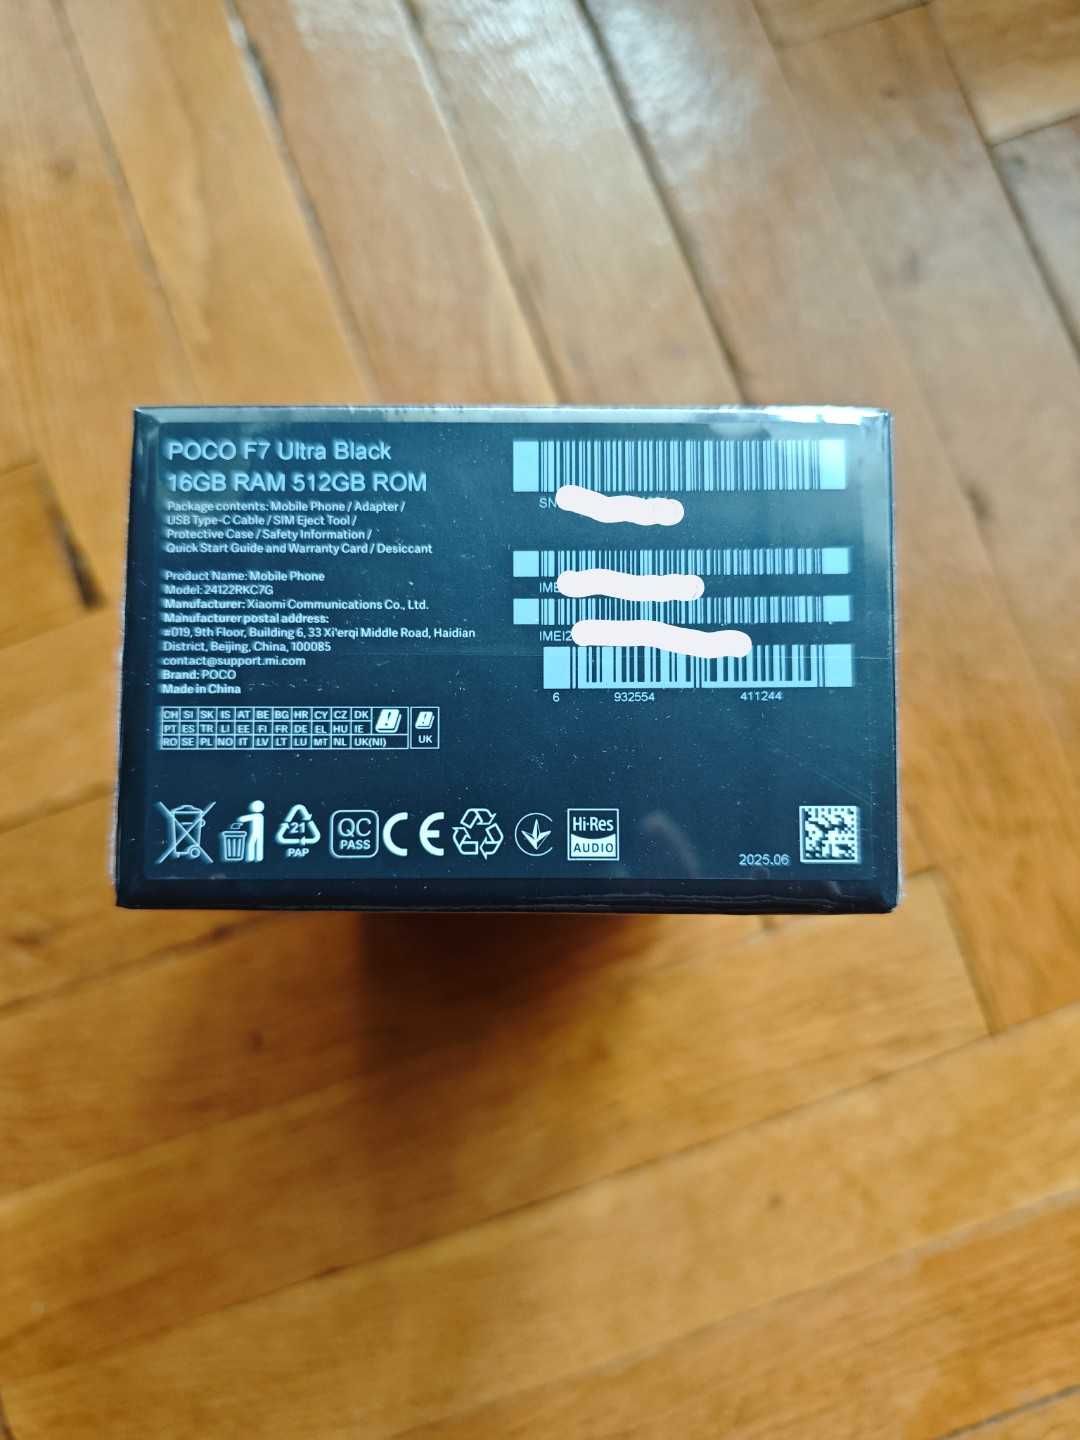 POCO F7 Ultra Black
16GB RAM 512GB ROM
Package contents: Mobile Phone / Adapter /
USB Type-C Cable / SIM Eject Tool /
Protective Case / Safety Information /
Quick Start Guide and Warranty Card / Desiccant
Product Name: Mobile Phone
Model: 24122RKC7G
Manufacturer: Xiaomi Communications Co., Ltd.
Manufacturer postal address:
#019, 9th Floor, Building 6, 33 Xi'erqi Middle Road, Haidian
District, Beijing, China, 100085
contact@support.mi.com
Brand: POCO
Made in China
SN
IME
IMEI2
6 932554 411244
CH SI SK IS AT BE BG HR CY CZ DK
PT ES TR LI EE FI FR DE EL HU IE
RO SE PL NO IT LV LT LU MT NL UK(NI)
UK
21
PAP
QC
PASS
CE
Hi-Res
AUDIO
2025.06